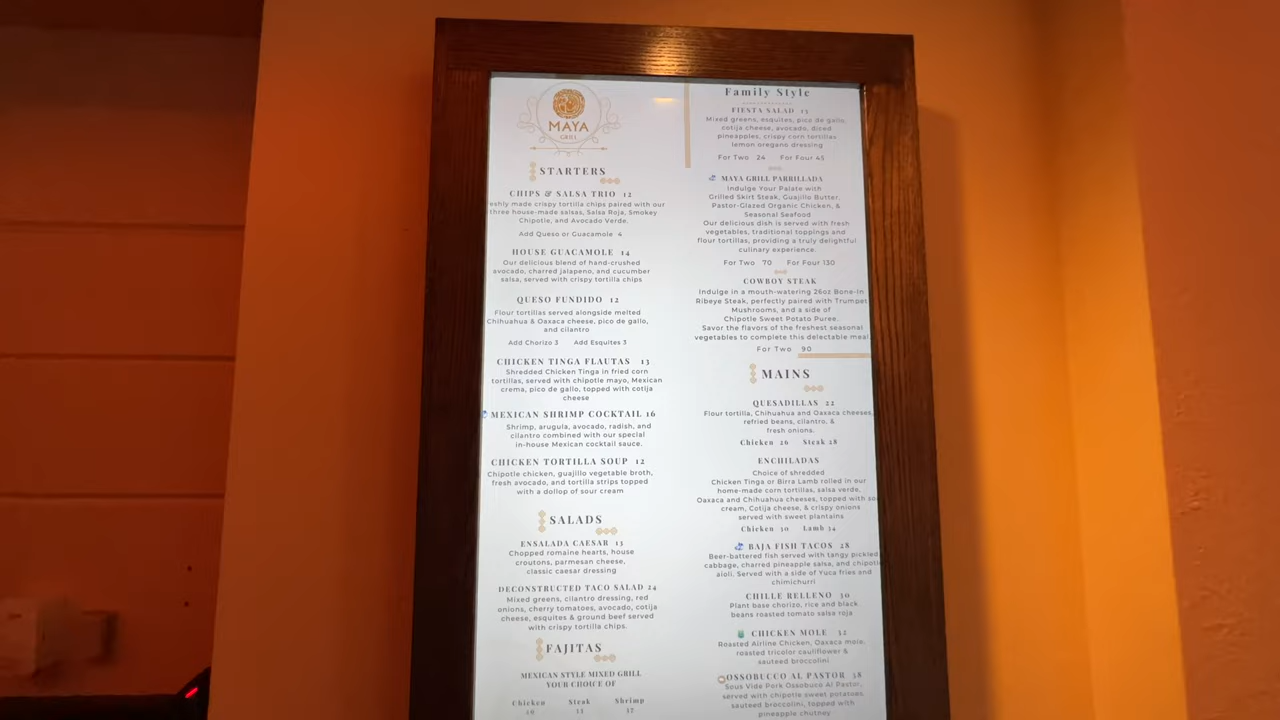 MAYA
GRILL
STARTERS
CHIPS & SALSA TRIO 12
eshly made crispy tortilla chips paired with our
three house-made salsas, Salsa Roja, Smokey
Chipotle, and Avocado Verde.
Add Queso or Guacamole 4
HOUSE GUACAMOLE 14
Our delicious blend of hand-crushed
avocado, charred jalapeno, and cucumber
salsa, served with crispy tortilla chips
QUESO FUNDIDO 12
Flour tortillas served alongside melted
Chihuahua & Oaxaca cheese, pico de gallo,
and cilantro
Add Chorizo 3 Add Esquites 3
CHICKEN TINGA FLAUTAS 13
Shredded Chicken Tinga in fried corn
tortillas, served with chipotle mayo, Mexican
crema, pico de gallo, topped with cotija
cheese
MEXICAN SHRIMP COCKTAIL 16
Shrimp, arugula, avocado, radish, and
cilantro combined with our special
in-house Mexican cocktail sauce.
CHICKEN TORTILLA SOUP 12
Chipotle chicken, guajillo vegetable broth,
fresh avocado, and tortilla strips topped
with a dollop of sour cream
SALADS
ENSALADA CAESAR 13
Chopped romaine hearts, house
croutons, parmesan cheese,
classic caesar dressing
DECONSTRUCTED TACO SALAD 24
Mixed greens, cilantro dressing, red
onions, cherry tomatoes, avocado, cotija
cheese, esquites & ground beef served
with crispy tortilla chips.
FAJITAS
MEXICAN STYLE MIXED GRILL
YOUR CHOICE OF
Chicken Steak Shrimp
Family Style
FIESTA SALAD
Mixed greens, esquites, pico de gallo,
cotija cheese, avocado, diced
pineapples, crispy corn tortillas
lemon oregano dressing
For Two 24 For Four 45
MAYA GRILL PARRILLADA
Indulge Your Palate with
Grilled Skirt Steak, Guajillo Butter,
Pastor-Glazed Organic Chicken, &
Seasonal Seafood
Our delicious dish is served with fresh
vegetables, traditional toppings and
flour tortillas, providing a truly delightful
culinary experience.
For Two 70 For Four 130
COWBOY STEAK
Indulge in a mouth-watering 26oz Bone-In
Ribeye Steak, perfectly paired with Trumpet
Mushrooms, and a side of
Chipotle Sweet Potato Puree.
Savor the flavors of the freshest seasonal
vegetables to complete this delectable meal
For Two 90
MAINS
QUESADILLAS 22
Flour tortilla, Chihuahua and Oaxaca cheeses,
refried beans, cilantro, &
fresh onions.
Chicken 26 Steak 28
ENCHILADAS
Choice of shredded
Chicken Tinga or Birra Lamb rolled in our
home-made corn tortillas, salsa verde,
Oaxaca and Chihuahua cheeses, topped with so
cream, Cotija cheese, & crispy onions
served with sweet plantains
Chicken 30 Lamb 34
BAJA FISH TACOS 28
Beer-battered fish served with tangy pickled
cabbage, charred pineapple salsa, and chipotl
aioli. Served with a side of Yuca fries and
chimichurri
CHILLE RELLENO 30
Plant base chorizo, rice and black
beans roasted tomato salsa roja
CHICKEN MOLE 32
Roasted Airline Chicken, Oaxaca mole,
roasted tricolor cauliflower &
sauteed broccolini
OSSOBUCCO AL PASTOR 38
Sous Vide Pork Ossobuco Al Pastor,
served with chipotle sweet potatoes
sauteed broccolini, topped with
pineapple chutney